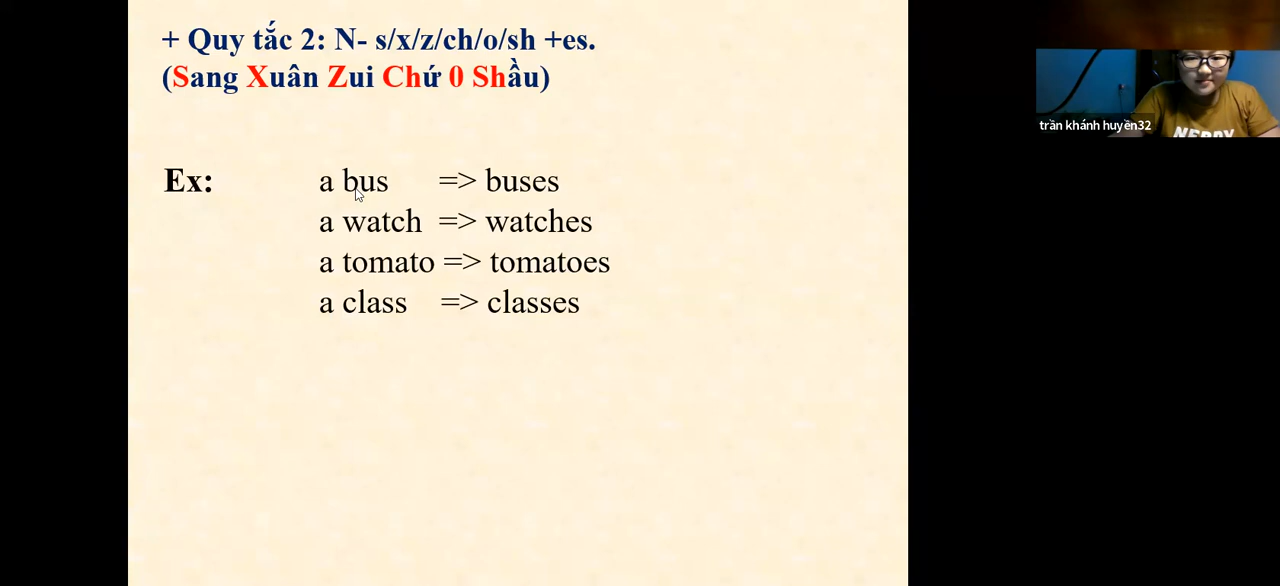 + Quy tắc 2: N- s/x/z/ch/o/sh +es.
(Sang Xuân Zui Chứ 0 Shầu)
Ex: a bus => buses
a watch => watches
a tomato => tomatoes
a class => classes
trần khánh huyền32